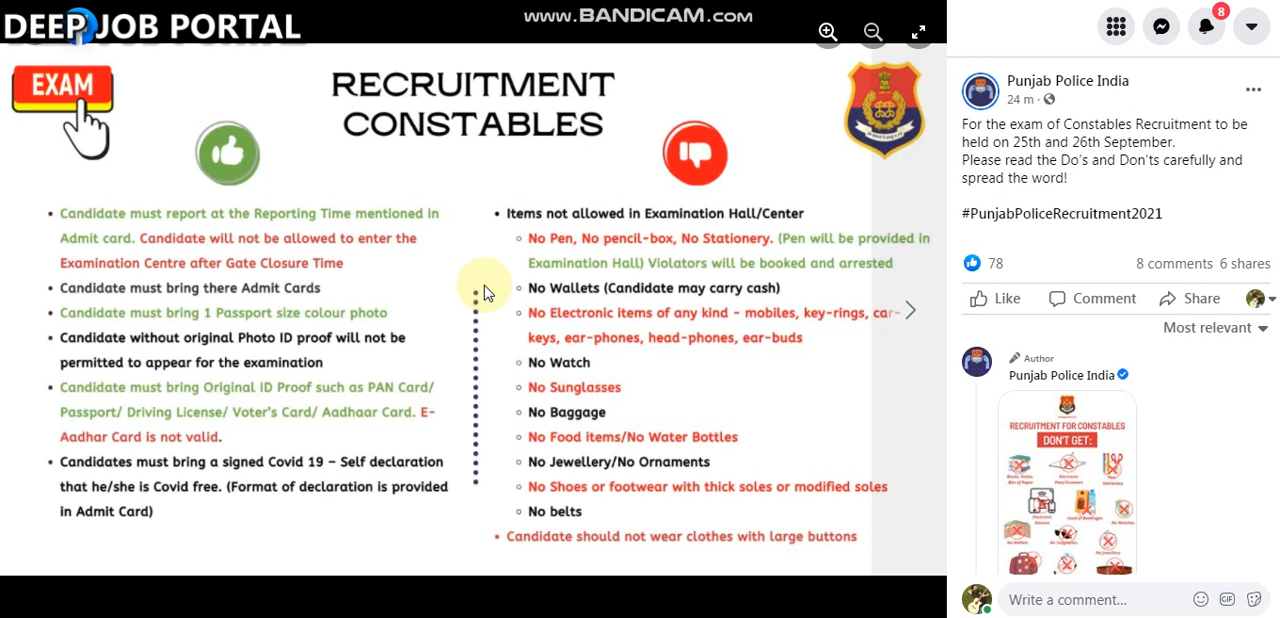 DEEP JOB PORTAL
www.BANDICAM.com
EXAM
RECRUITMENT
CONSTABLES
• Candidate must report at the Reporting Time mentioned in
Admit card. Candidate will not be allowed to enter the
Examination Centre after Gate Closure Time
• Candidate must bring there Admit Cards
• Candidate must bring 1 Passport size colour photo
• Candidate without original Photo ID proof will not be
permitted to appear for the examination
• Candidate must bring Original ID Proof such as PAN Card/
Passport/ Driving License/ Voter's Card/ Aadhaar Card. E-
Aadhar Card is not valid.
• Candidates must bring a signed Covid 19 – Self declaration
that he/she is Covid free. (Format of declaration is provided
in Admit Card)
• Items not allowed in Examination Hall/Center
No Pen, No pencil-box, No Stationery. (Pen will be provided in
Examination Hall) Violators will be booked and arrested
No Wallets (Candidate may carry cash)
No Electronic items of any kind - mobiles, key-rings, car-
keys, ear-phones, head-phones, ear-buds
No Watch
No Sunglasses
No Baggage
No Food items/No Water Bottles
No Jewellery/No Ornaments
No Shoes or footwear with thick soles or modified soles
No belts
• Candidate should not wear clothes with large buttons
8
Punjab Police India
24 m ·
For the exam of Constables Recruitment to be
held on 25th and 26th September.
Please read the Do's and Don'ts carefully and
spread the word!
#PunjabPoliceRecruitment2021
78
8 comments 6 shares
Like
Comment
Share
Most relevant
Author
Punjab Police India
RECRUITMENT FOR CONSTABLES
DON'T GET:
Write a comment...
GIF